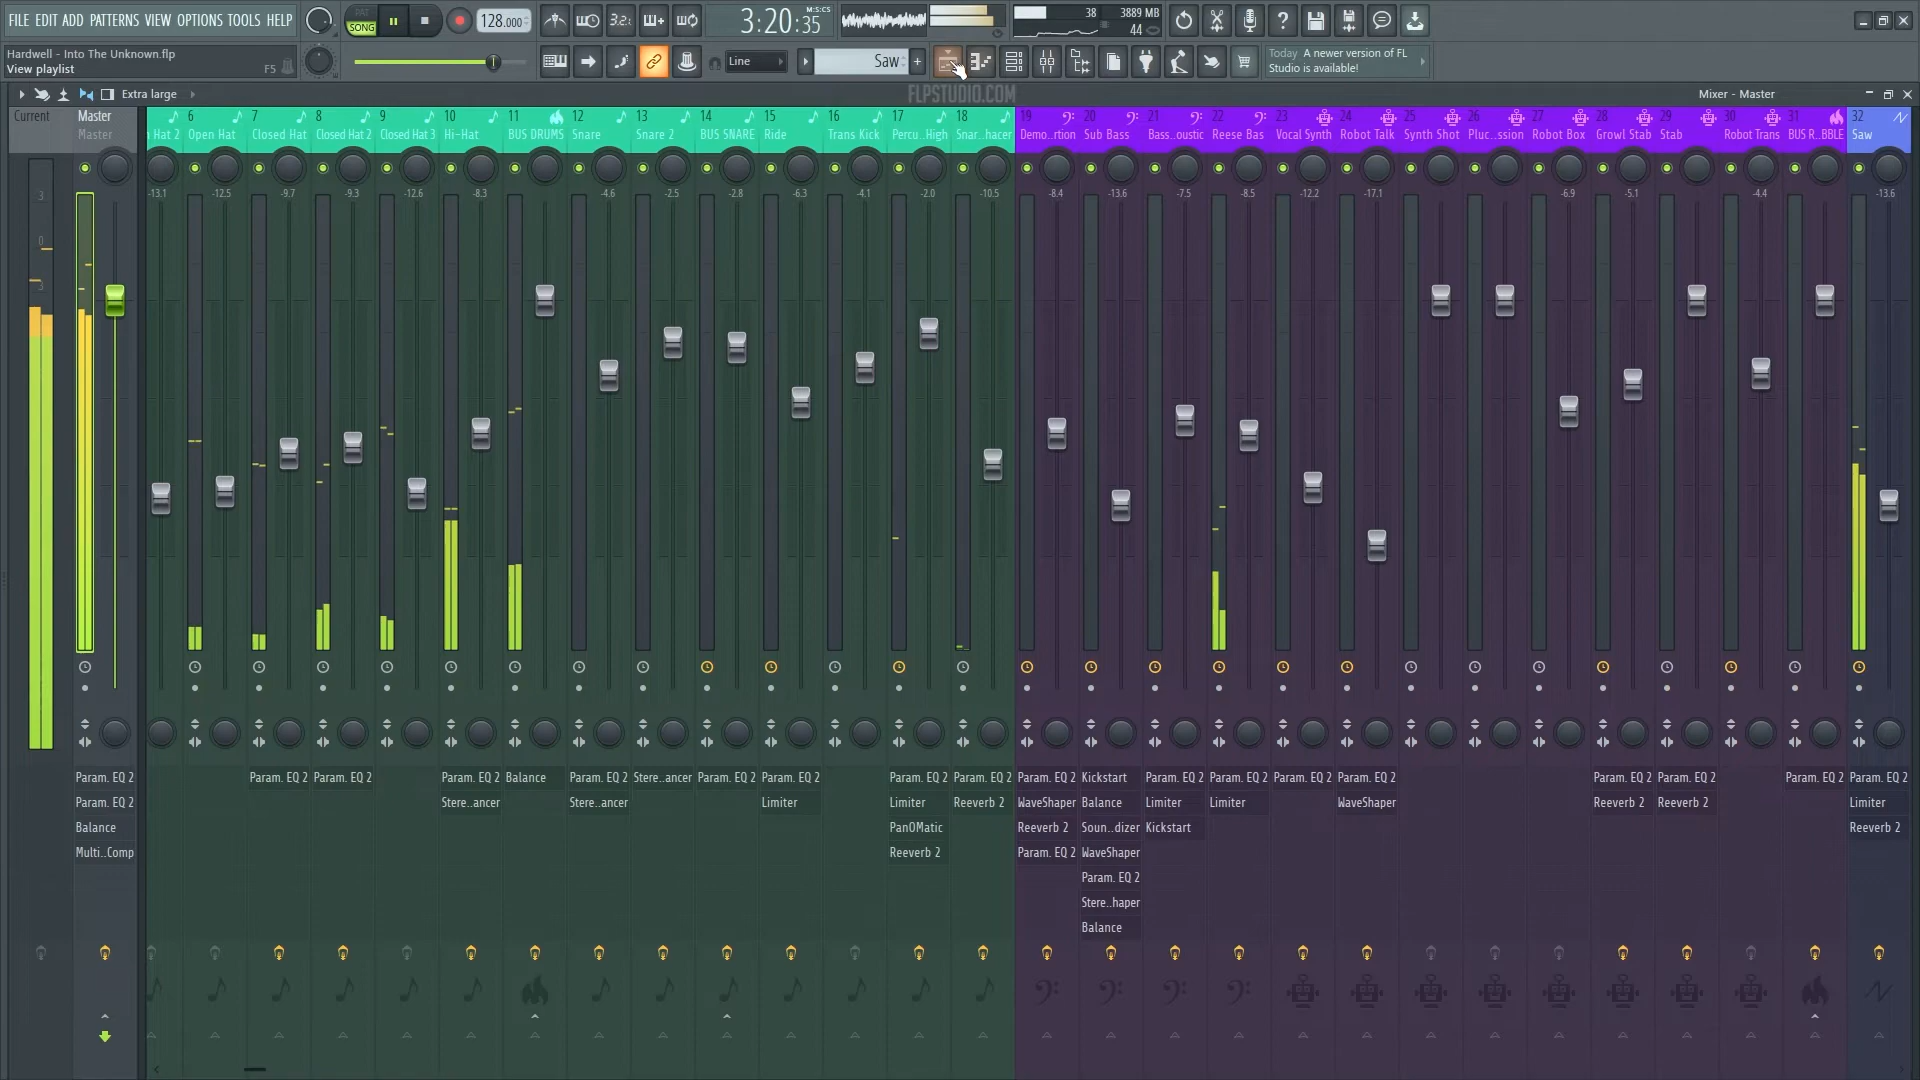 FILE EDIT ADD PATTERNS VIEW OPTIONS TOOLS HELP
PAT
SONG
128.000
3.2.
3:20:35
M:S:CS
38
3889 MB
44
Hardwell - Into The Unknown.flp
View playlist
F5
Line
Saw
Today A newer version of FL
Studio is available!
Extra large
FLPSTUDIO.COM
Mixer - Master
Current
Master
6
7
8
9
10
11
12
13
14
15
16
17
18
19
20
21
22
23
24
25
26
27
28
29
30
31
32
Master
Hat 2
Open Hat
Closed Hat
Closed Hat 2
Closed Hat 3
Hi-Hat
BUS DRUMS
Snare
Snare 2
BUS SNARE
Ride
Trans Kick
Percu..High
Snar..hacer
Demo..rtion
Sub Bass
Bass..oustic
Reese Bas
Vocal Synth
Robot Talk
Synth Shot
Pluc..ssion
Robot Box
Growl Stab
Stab
Robot Trans
BUS R..BBLE
Saw
-13.1
-12.5
-9.7
-9.3
-12.6
-8.3
-4.6
-2.5
-2.8
-6.3
-4.1
-2.0
-10.5
-8.4
-13.6
-7.5
-8.5
-12.2
-17.1
-6.9
-5.1
-4.4
-13.6
3
0
3
Param. EQ 2
Param. EQ 2
Param. EQ 2
Param. EQ 2
Balance
Param. EQ 2
Stere..ancer
Param. EQ 2
Param. EQ 2
Param. EQ 2
Param. EQ 2
Param. EQ 2
Kickstart
Param. EQ 2
Param. EQ 2
Param. EQ 2
Param. EQ 2
Param. EQ 2
Param. EQ 2
Param. EQ 2
Param. EQ 2
Param. EQ 2
Stere..ancer
Stere..ancer
Limiter
Limiter
Reeverb 2
WaveShaper
Balance
Limiter
Limiter
WaveShaper
Reeverb 2
Reeverb 2
Limiter
Balance
PanOMatic
Reeverb 2
Soun..dizer
Kickstart
Reeverb 2
Multi..Comp
Reeverb 2
Param. EQ 2
WaveShaper
Param. EQ 2
Stere..haper
Balance